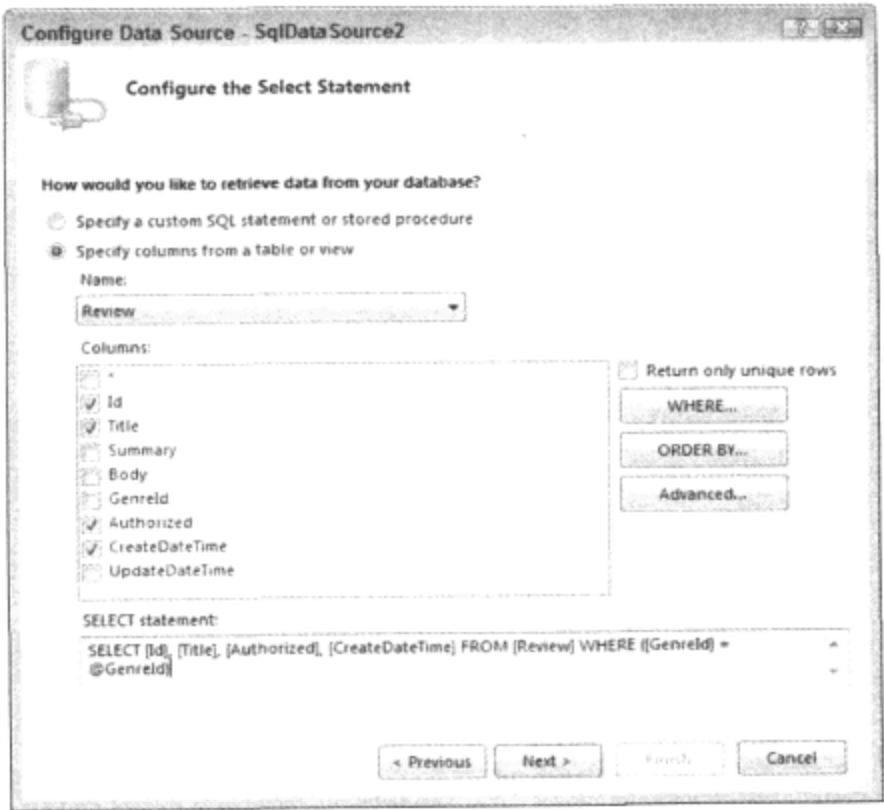 Configure Data Source - SqlDataSource2
Configure the Select Statement
How would you like to retrieve data from your database?
Specify a custom SQL statement or stored procedure
Specify columns from a table or view
Name:
Review
Columns:
*
Id
Title
Summary
Body
GenreId
Authorized
CreateDateTime
UpdateDateTime
Return only unique rows
WHERE...
ORDER BY...
Advanced...
SELECT statement:
SELECT [Id], [Title], [Authorized], [CreateDateTime] FROM [Review] WHERE ([GenreId] =
@GenreId)
< Previous
Next >
Finish
Cancel